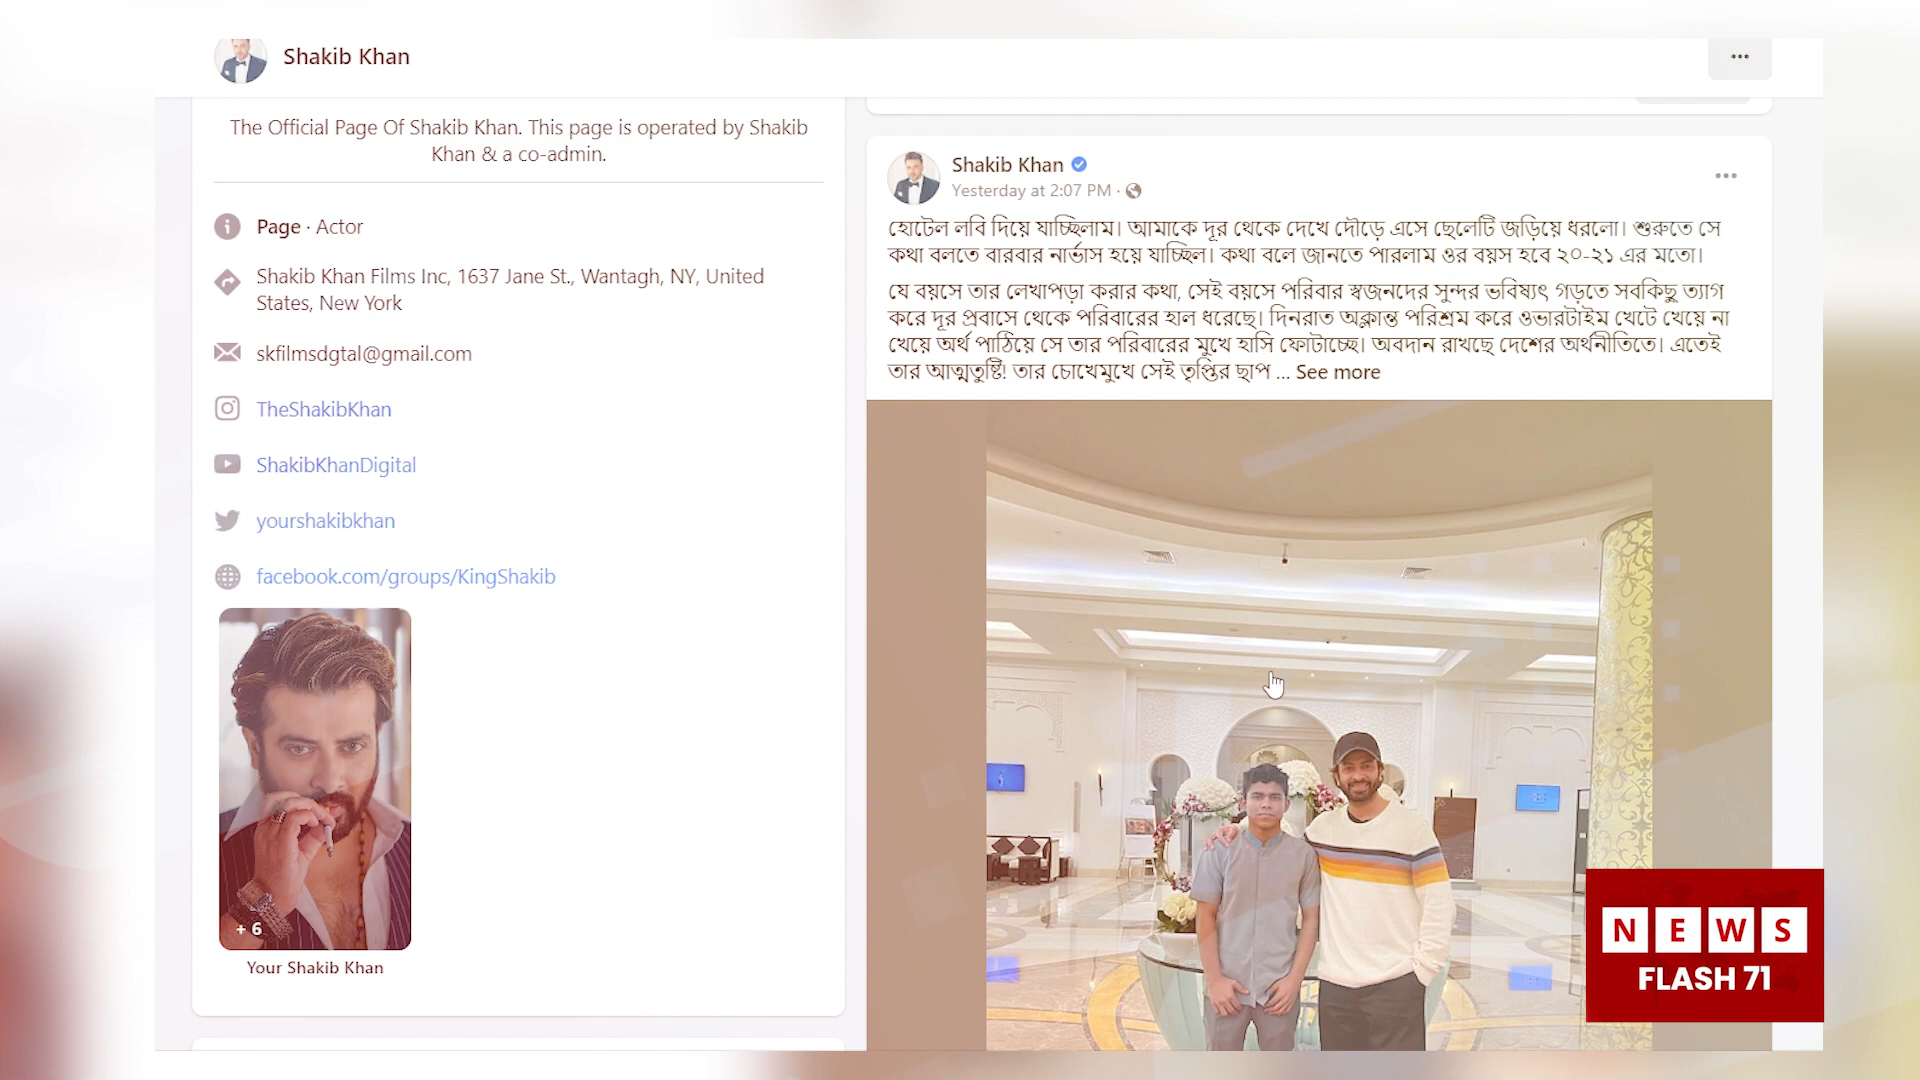 Shakib Khan
The Official Page Of Shakib Khan. This page is operated by Shakib
Khan & a co-admin.
Page · Actor
Shakib Khan Films Inc, 1637 Jane St., Wantagh, NY, United
States, New York
skfilmsdgtal@gmail.com
TheShakibKhan
ShakibKhanDigital
yourshakibkhan
facebook.com/groups/KingShakib
+ 6
Your Shakib Khan
Shakib Khan
Yesterday at 2:07 PM ·
হোটেল লবি দিয়ে যাচ্ছিলাম। আমাকে দূর থেকে দেখে দৌড়ে এসে ছেলেটি জড়িয়ে ধরলো। শুরুতে সে
কথা বলতে বারবার নার্ভাস হয়ে যাচ্ছিল। কথা বলে জানতে পারলাম ওর বয়স হবে ২০-২১ এর মতো।
যে বয়সে তার লেখাপড়া করার কথা, সেই বয়সে পরিবার স্বজনদের সুন্দর ভবিষ্যৎ গড়তে সবকিছু ত্যাগ
করে দূর প্রবাসে থেকে পরিবারের হাল ধরেছে। দিনরাত অক্লান্ত পরিশ্রম করে ওভারটাইম খেটে খেয়ে না
খেয়ে অর্থ পাঠিয়ে সে তার পরিবারের মুখে হাসি ফোটাচ্ছে। অবদান রাখছে দেশের অর্থনীতিতে। এতেই
তার আত্মতুষ্টি! তার চোখেমুখে সেই তৃপ্তির ছাপ ... See more
NEWS
FLASH 71